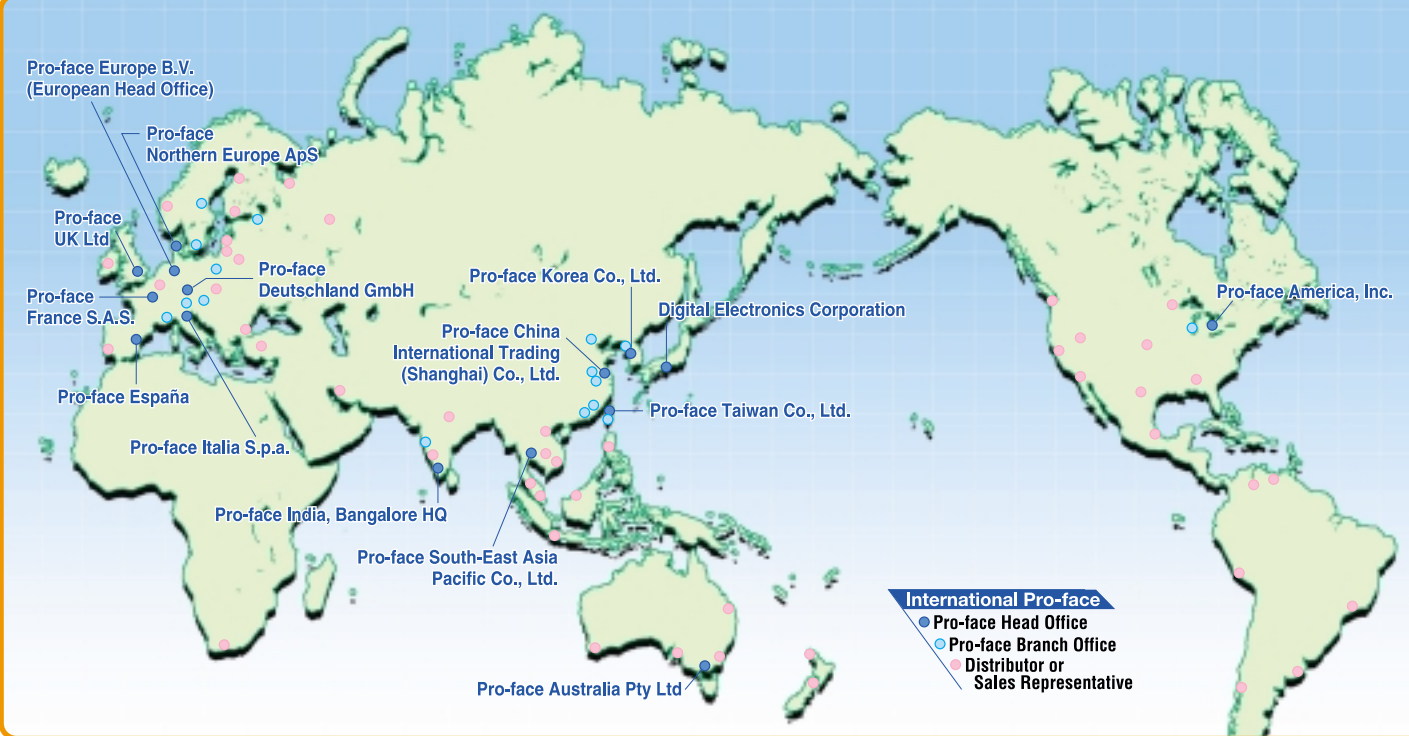 Pro-face Europe B.V.
(European Head Office)
Pro-face
Northern Europe ApS
Pro-face
UK Ltd
Pro-face
Deutschland GmbH
Pro-face
France S.A.S.
Pro-face España
Pro-face Italia S.p.a.
Pro-face Korea Co., Ltd.
Digital Electronics Corporation
Pro-face China
International Trading
(Shanghai) Co., Ltd.
Pro-face Taiwan Co., Ltd.
Pro-face America, Inc.
Pro-face India, Bangalore HQ
Pro-face South-East Asia
Pacific Co., Ltd.
Pro-face Australia Pty Ltd
International Pro-face
Pro-face Head Office
Pro-face Branch Office
Distributor or
Sales Representative